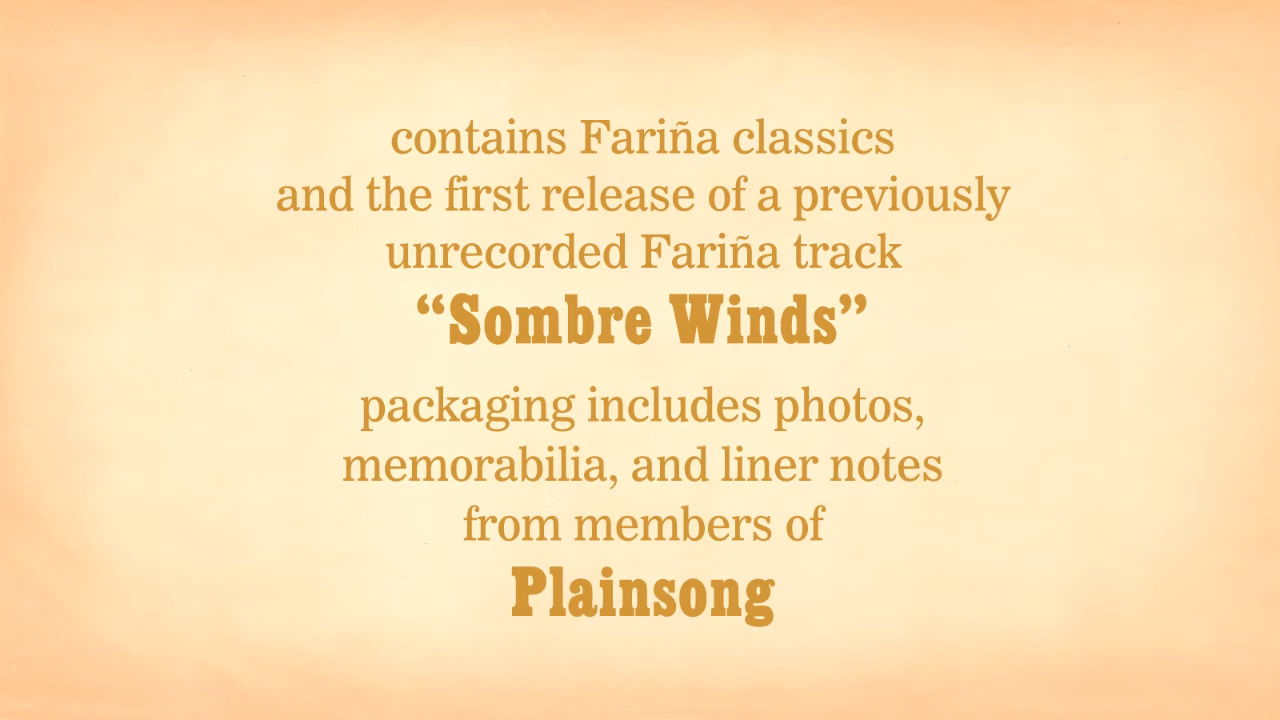 contains Fariña classics
and the first release of a previously
unrecorded Fariña track
“Sombre Winds”
packaging includes photos,
memorabilia, and liner notes
from members of
Plainsong